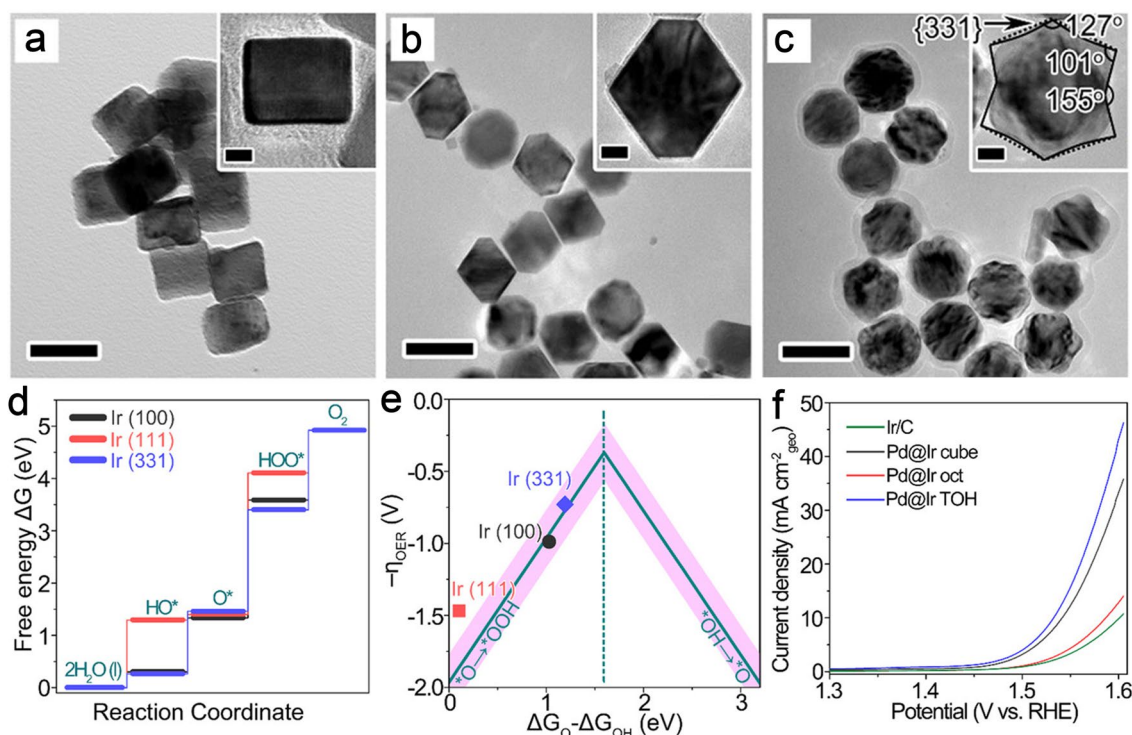 a
b
c
{331}
127°
101°
155°
d
Ir (100)
Ir (111)
Ir (331)
O₂
HOO*
HO*
O*
2H₂O (l)
5
4
3
2
1
0
Free energy ΔG (eV)
Reaction Coordinate
e
0.0
-0.5
-1.0
-1.5
-2.0
–η_OER (V)
Ir (331)
Ir (100)
Ir (111)
*O→*OOH
*OH→*O
0 1 2 3
ΔG_O-ΔG_OH (eV)
f
50
40
30
20
10
0
Current density (mA cm⁻²_geo)
Ir/C
Pd@Ir cube
Pd@Ir oct
Pd@Ir TOH
1.3 1.4 1.5 1.6
Potential (V vs. RHE)